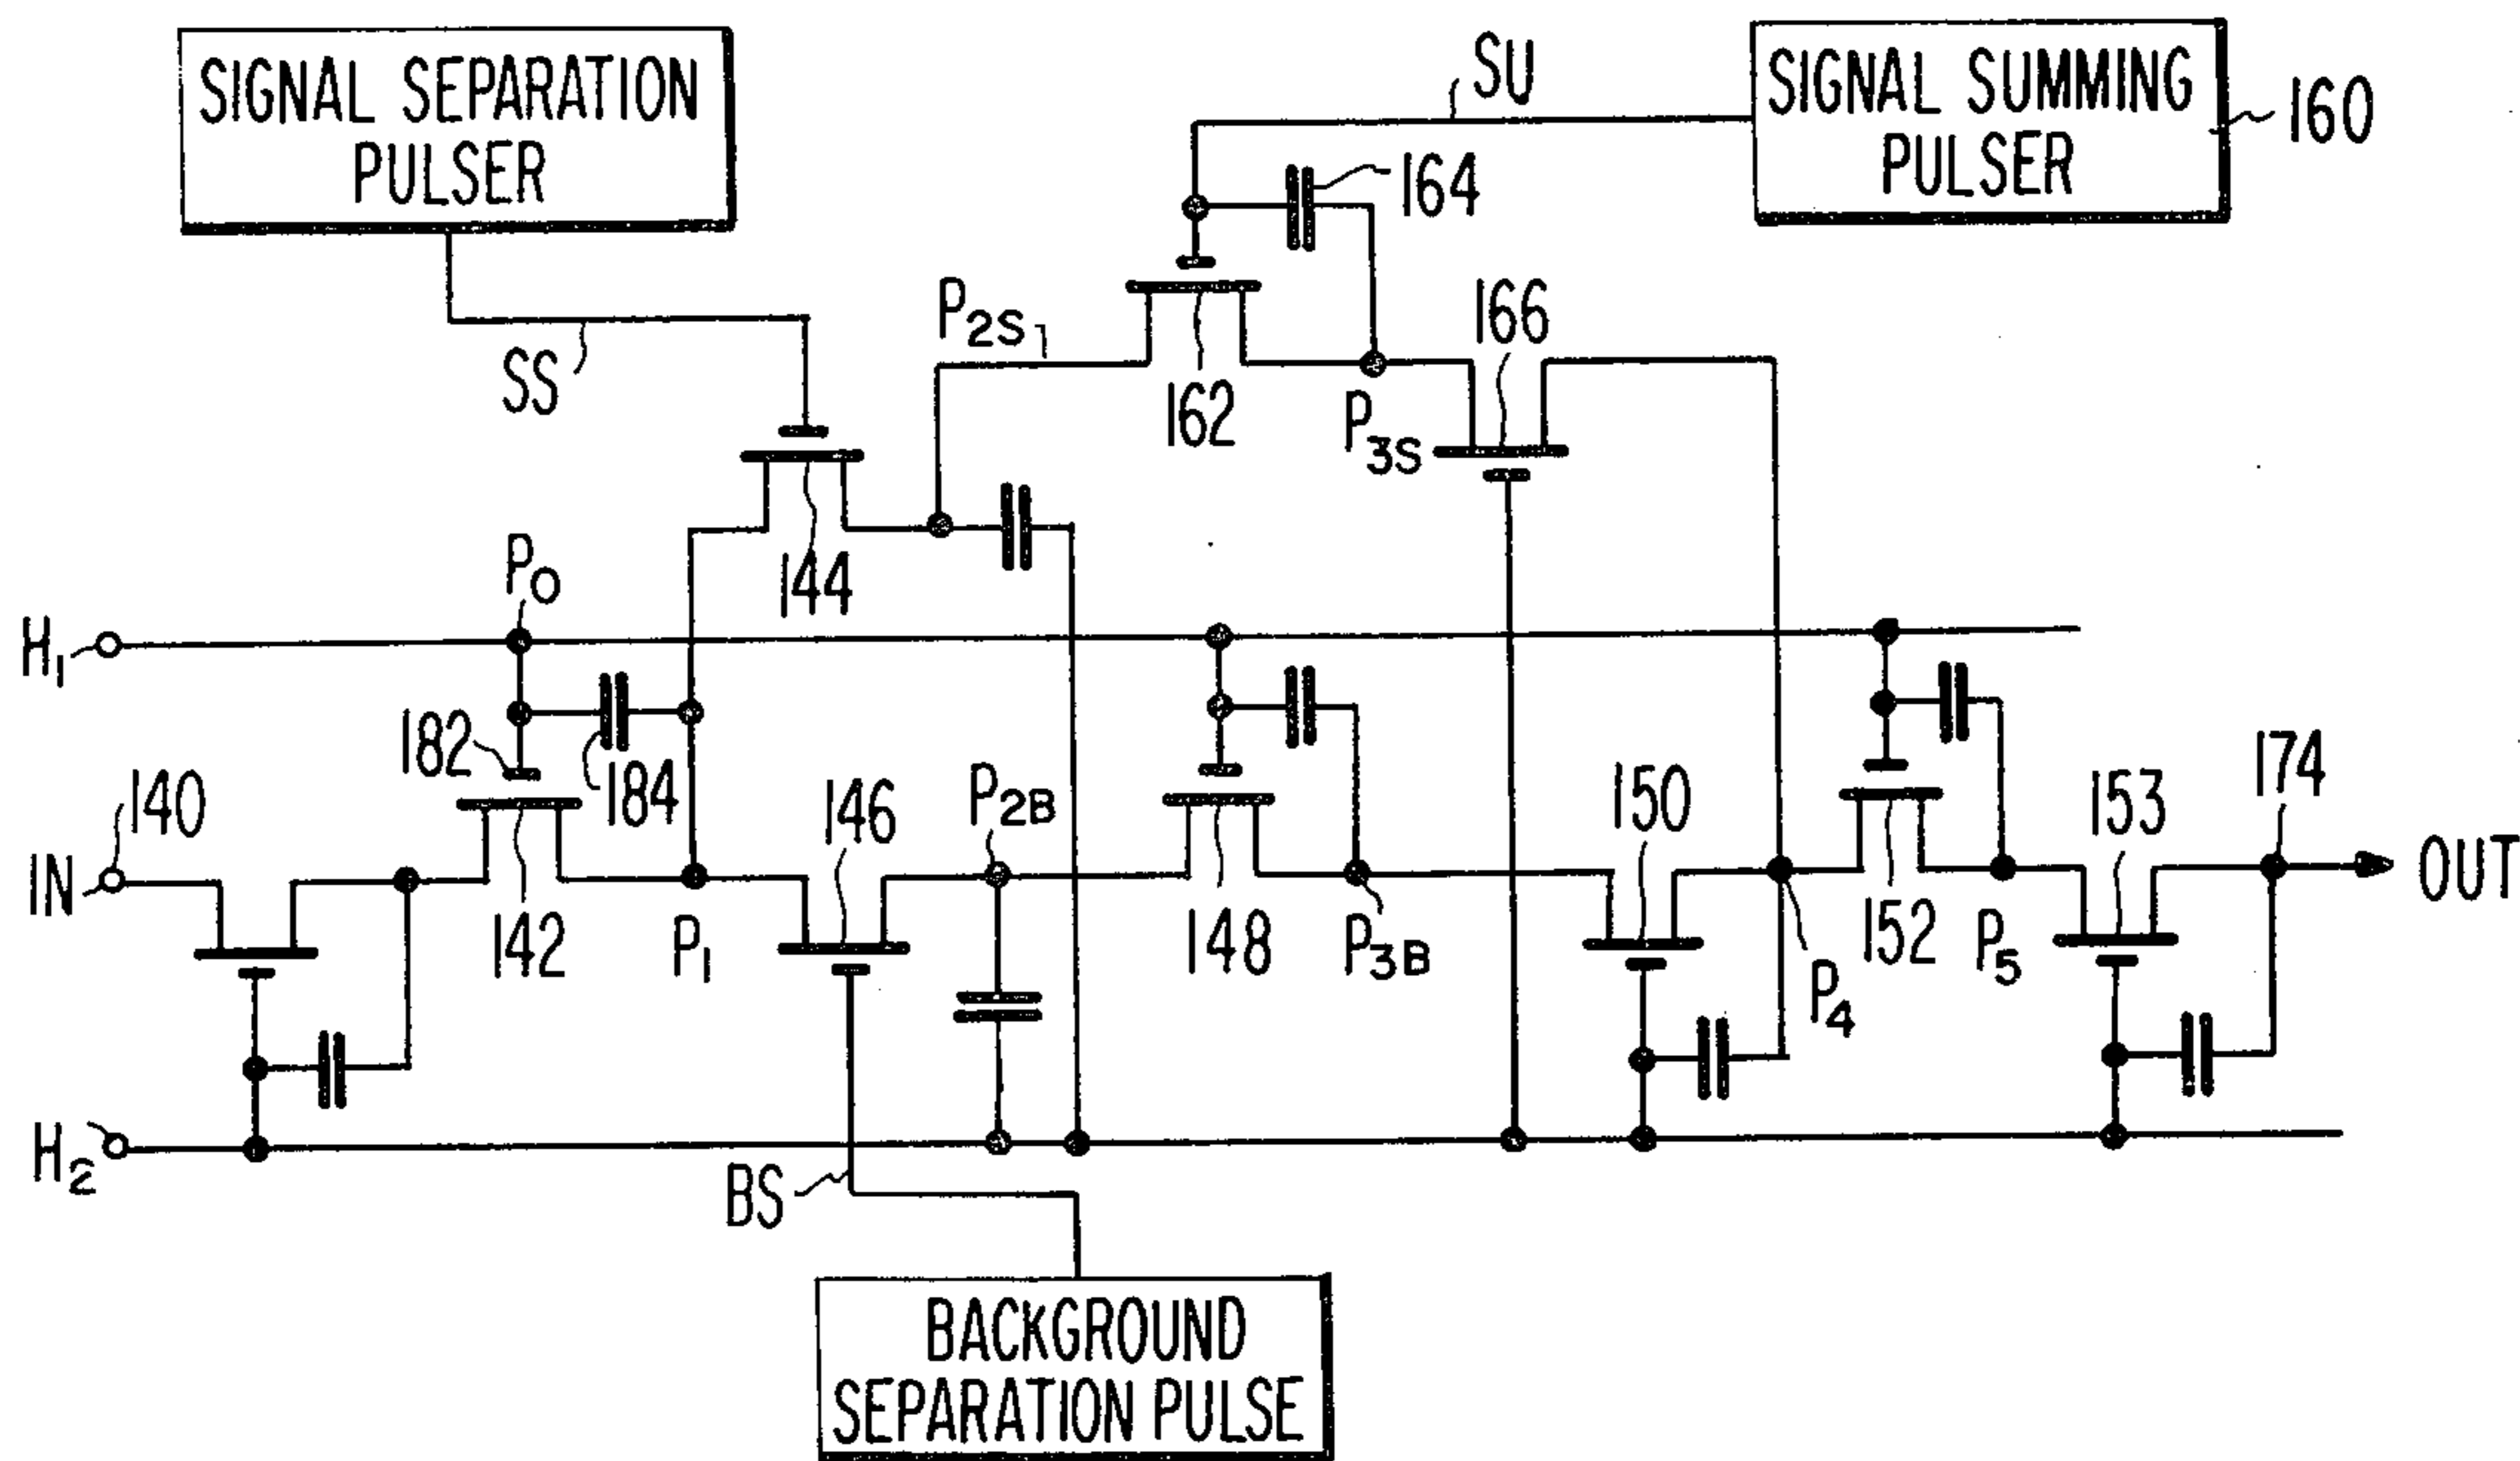 SIGNAL SEPARATION
PULSER
SU
SIGNAL SUMMING
PULSER
160
164
P2S
166
SS
162
P3S
P0
144
H1
182
184
140
146
P2B
150
153
174
IN
OUT
142
P1
148
P3B
152
P5
P4
H2
BS
BACKGROUND
SEPARATION PULSE